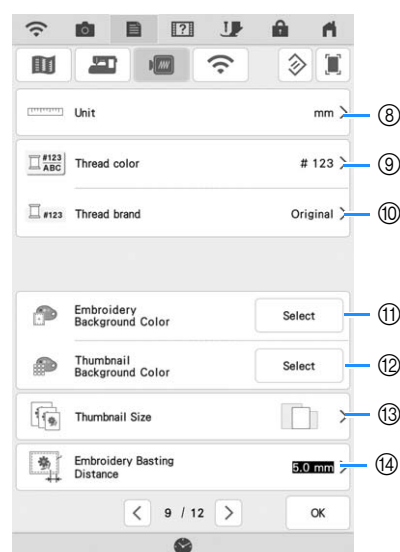 ?
Unit
mm >
⑧
#123
ABC
Thread color
# 123 >
⑨
#123
Thread brand
Original >
⑩
Embroidery
Background Color
Select
⑪
Thumbnail
Background Color
Select
⑫
Thumbnail Size
>
⑬
Embroidery Basting
Distance
5.0 mm >
⑭
< 9 / 12 >
OK